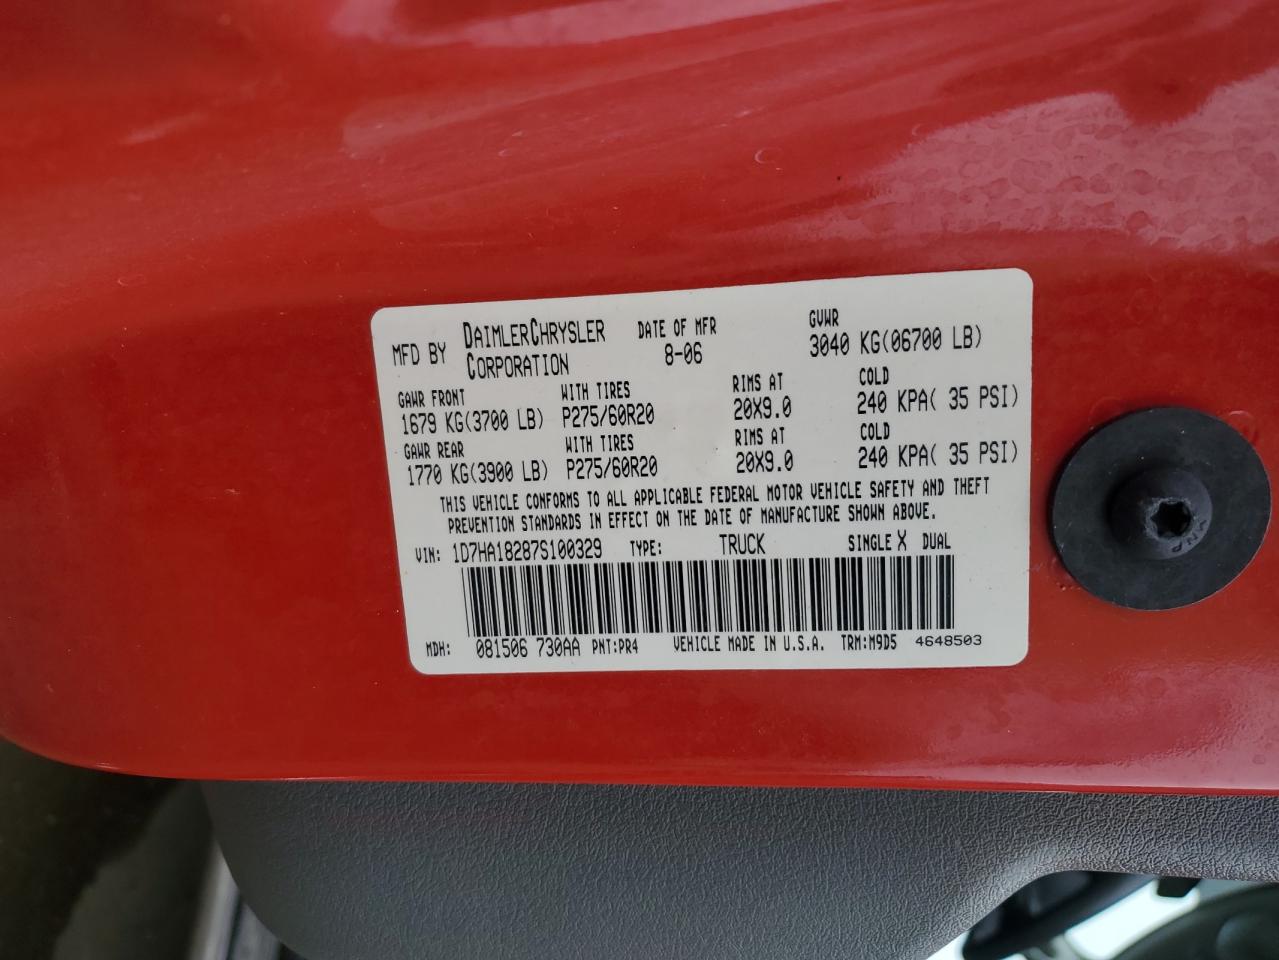 MFD BY DAIMLERCHRYSLER CORPORATION DATE OF MFR 8-06 GVWR 3040 KG(06700 LB)
GAWR FRONT WITH TIRES RIMS AT COLD
1679 KG(3700 LB) P275/60R20 20X9.0 240 KPA( 35 PSI)
GAWR REAR WITH TIRES RIMS AT COLD
1770 KG(3900 LB) P275/60R20 20X9.0 240 KPA( 35 PSI)
THIS VEHICLE CONFORMS TO ALL APPLICABLE FEDERAL MOTOR VEHICLE SAFETY AND THEFT
PREVENTION STANDARDS IN EFFECT ON THE DATE OF MANUFACTURE SHOWN ABOVE.
VIN: 1D7HA18287S100329 TYPE: TRUCK SINGLE X DUAL
MDH: 081506 730AA PNT:PR4 VEHICLE MADE IN U.S.A. TRM:M9D5 4648503